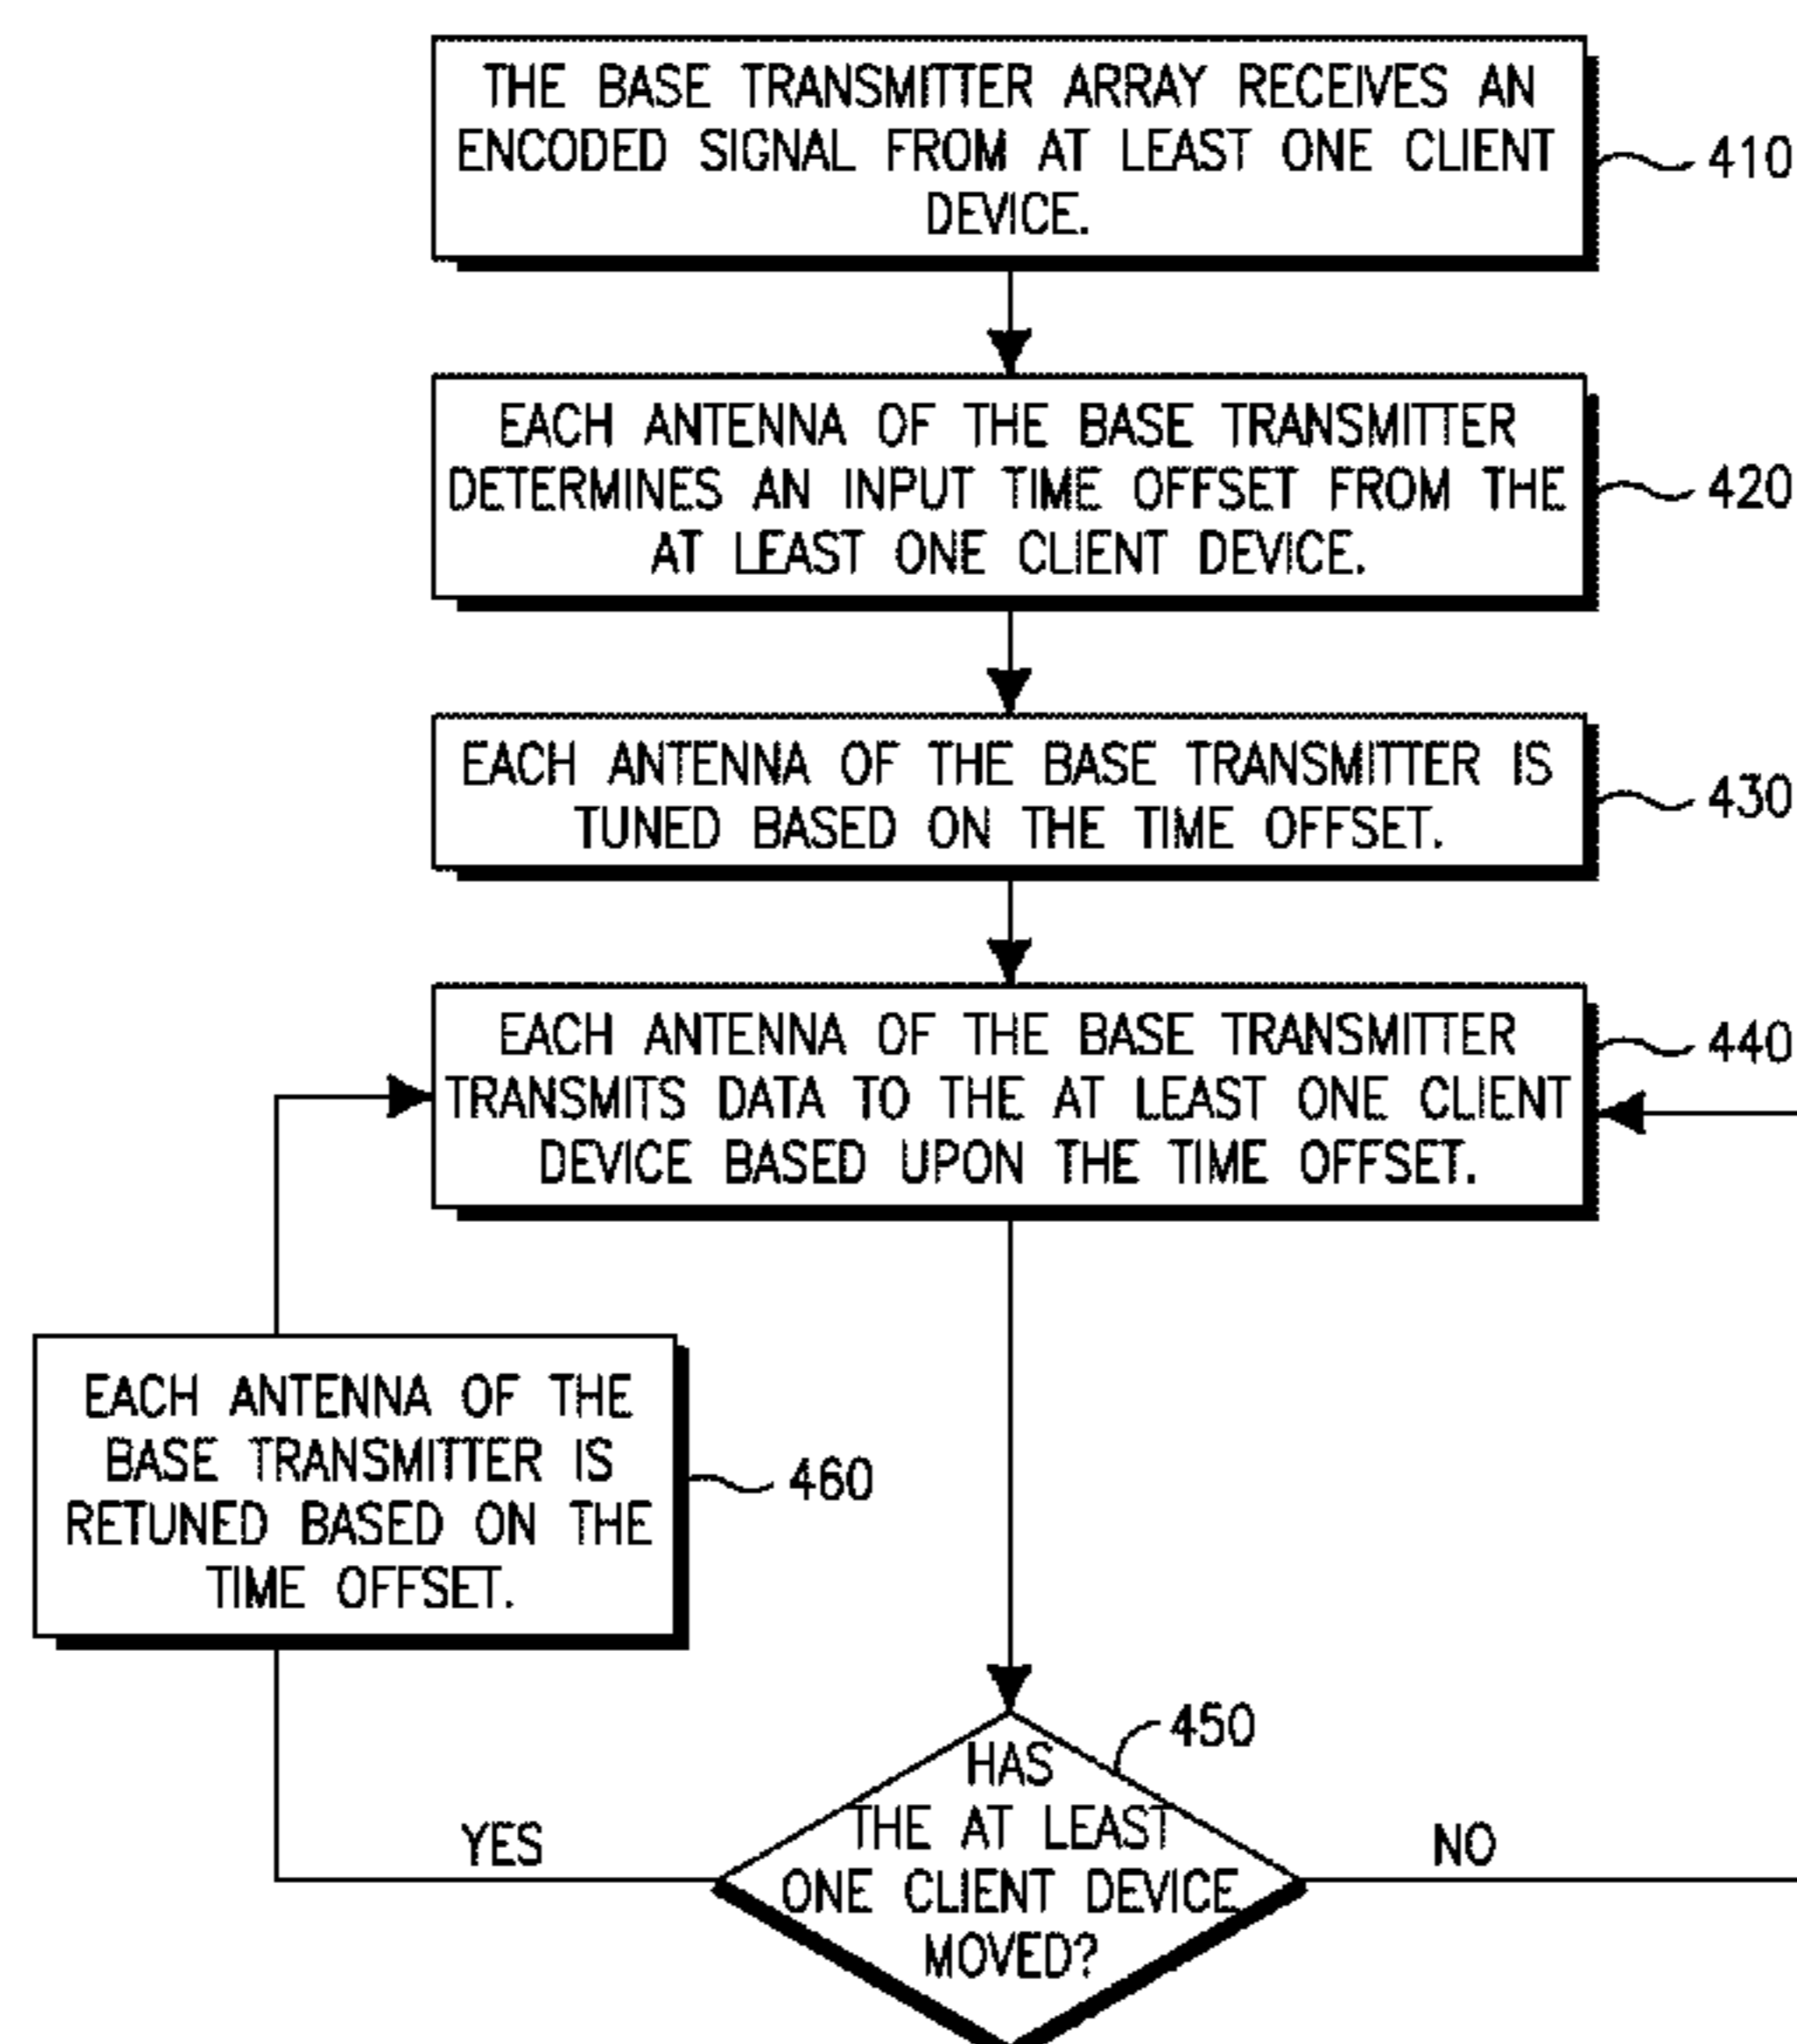 THE BASE TRANSMITTER ARRAY RECEIVES AN
ENCODED SIGNAL FROM AT LEAST ONE CLIENT
DEVICE.
410
EACH ANTENNA OF THE BASE TRANSMITTER
DETERMINES AN INPUT TIME OFFSET FROM THE
AT LEAST ONE CLIENT DEVICE.
420
EACH ANTENNA OF THE BASE TRANSMITTER IS
TUNED BASED ON THE TIME OFFSET.
430
EACH ANTENNA OF THE BASE TRANSMITTER
TRANSMITS DATA TO THE AT LEAST ONE CLIENT
DEVICE BASED UPON THE TIME OFFSET.
440
EACH ANTENNA OF THE
BASE TRANSMITTER IS
RETUNED BASED ON THE
TIME OFFSET.
460
HAS
THE AT LEAST
ONE CLIENT DEVICE
MOVED?
450
YES
NO